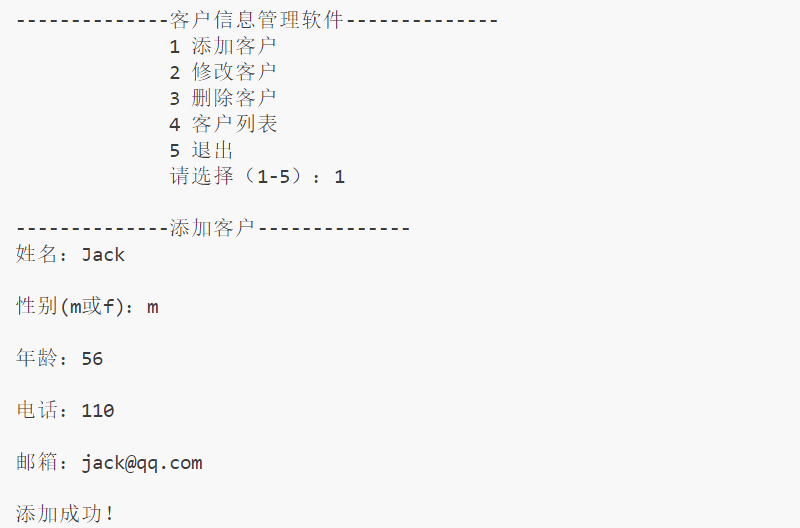 --------------客户信息管理软件--------------
1 添加客户
2 修改客户
3 删除客户
4 客户列表
5 退出
请选择（1-5）：1
--------------添加客户--------------
姓名：Jack
性别(m或f)：m
年龄：56
电话：110
邮箱：jack@qq.com
添加成功！